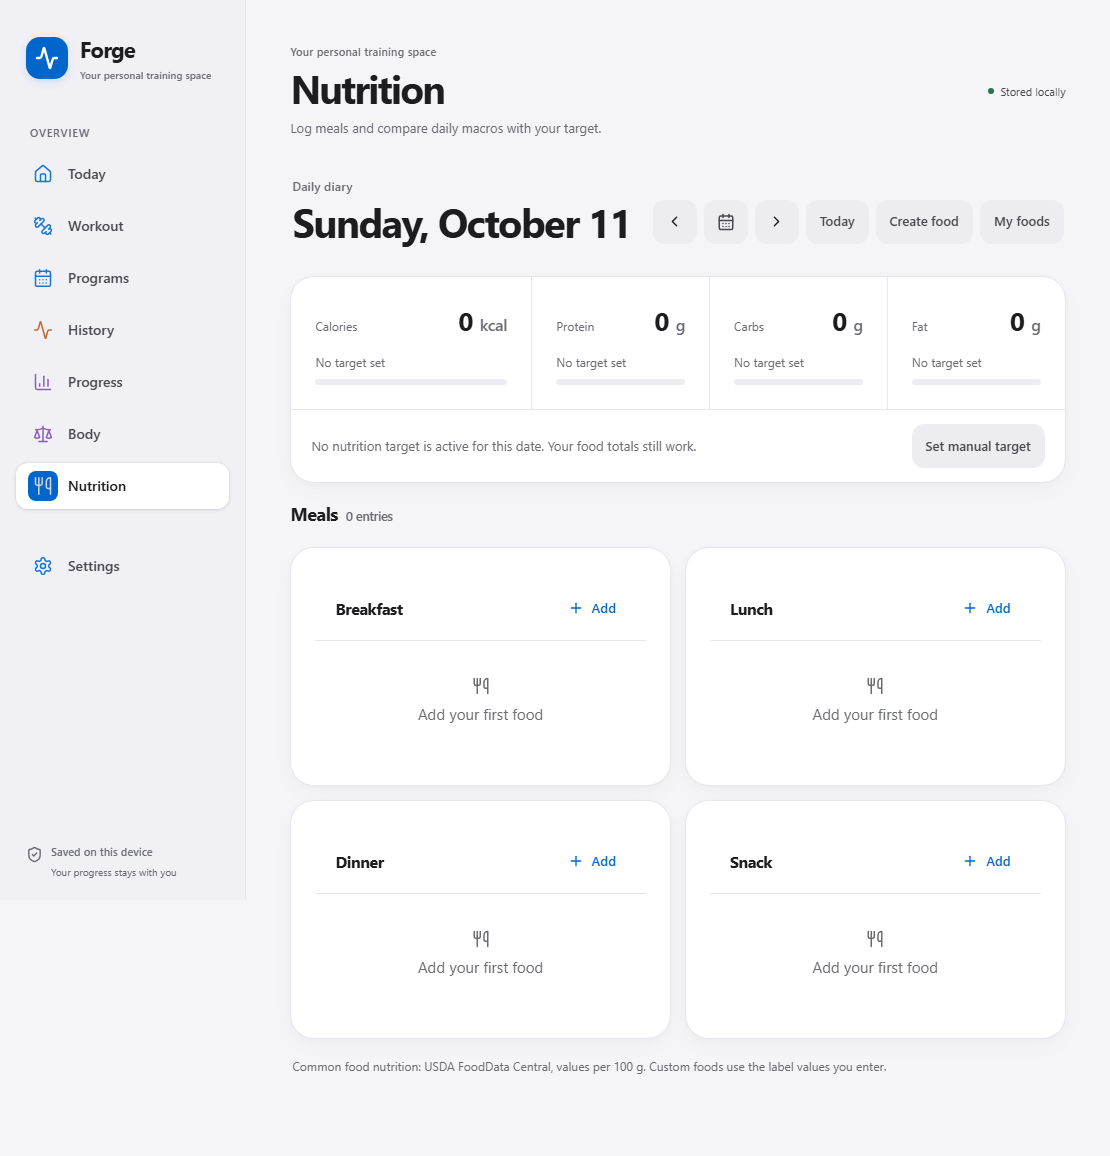 Forge
Your personal training space
OVERVIEW
Today
Workout
Programs
History
Progress
Body
Nutrition
Settings
Saved on this device
Your progress stays with you
Your personal training space
Nutrition
Log meals and compare daily macros with your target.
Stored locally
Daily diary
Sunday, October 11
Today
Create food
My foods
Calories 0 kcal
No target set
Protein 0 g
No target set
Carbs 0 g
No target set
Fat 0 g
No target set
No nutrition target is active for this date. Your food totals still work.
Set manual target
Meals 0 entries
Breakfast
Add
Add your first food
Lunch
Add
Add your first food
Dinner
Add
Add your first food
Snack
Add
Add your first food
Common food nutrition: USDA FoodData Central, values per 100 g. Custom foods use the label values you enter.